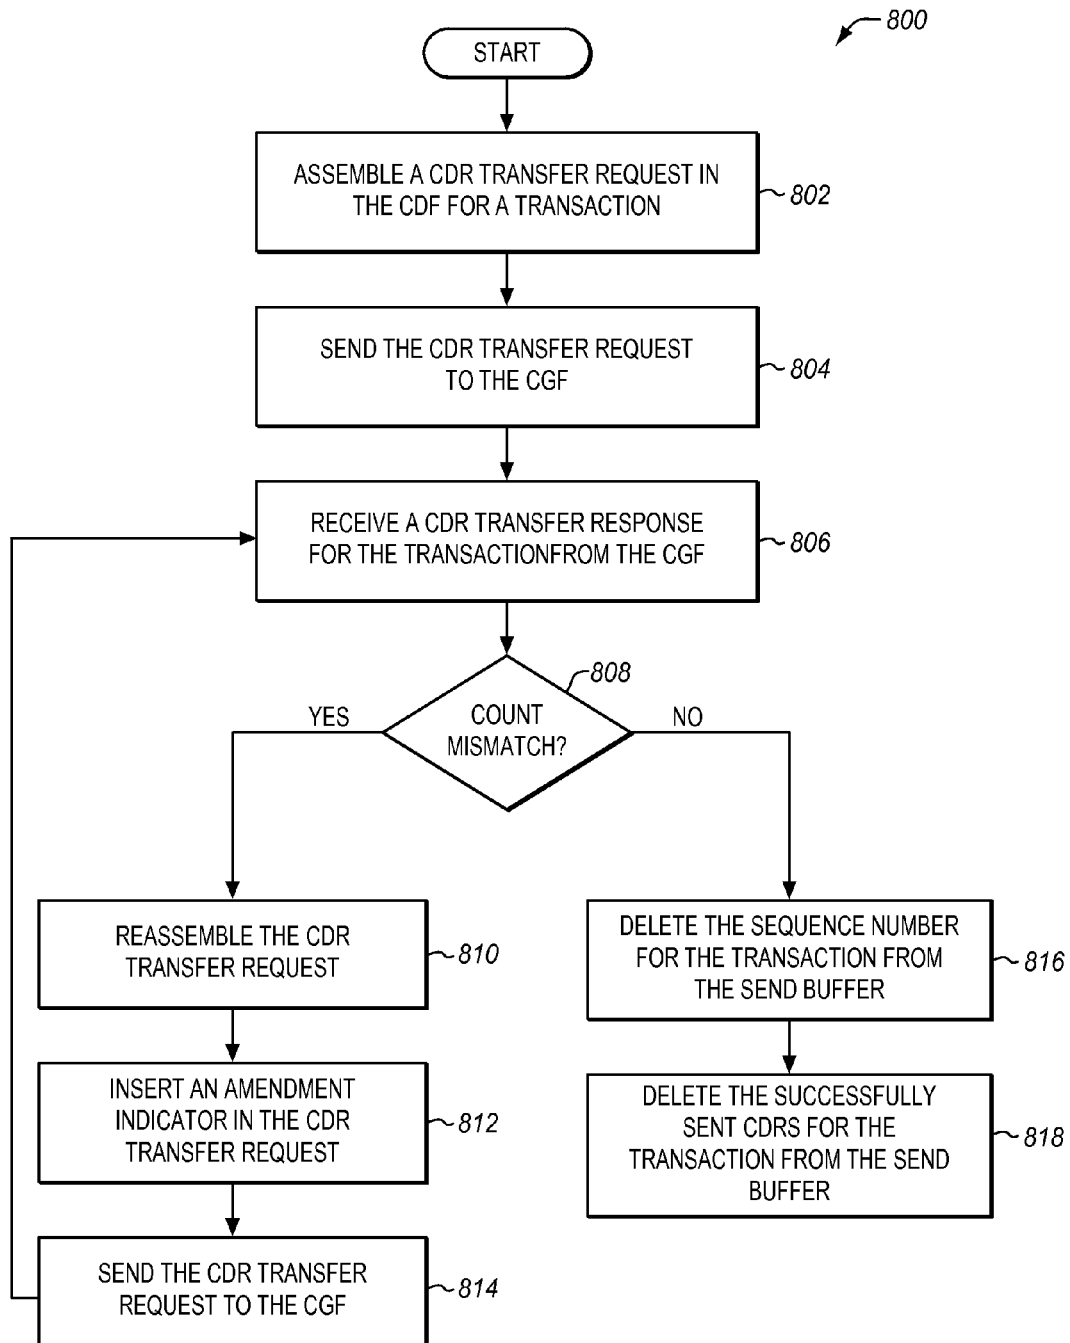 800
START
ASSEMBLE A CDR TRANSFER REQUEST IN
THE CDF FOR A TRANSACTION
802
SEND THE CDR TRANSFER REQUEST
TO THE CGF
804
RECEIVE A CDR TRANSFER RESPONSE
FOR THE TRANSACTIONFROM THE CGF
806
808
COUNT
MISMATCH?
YES
NO
REASSEMBLE THE CDR
TRANSFER REQUEST
810
INSERT AN AMENDMENT
INDICATOR IN THE CDR
TRANSFER REQUEST
812
SEND THE CDR TRANSFER
REQUEST TO THE CGF
814
DELETE THE SEQUENCE NUMBER
FOR THE TRANSACTION FROM
THE SEND BUFFER
816
DELETE THE SUCCESSFULLY
SENT CDRS FOR THE
TRANSACTION FROM THE SEND
BUFFER
818